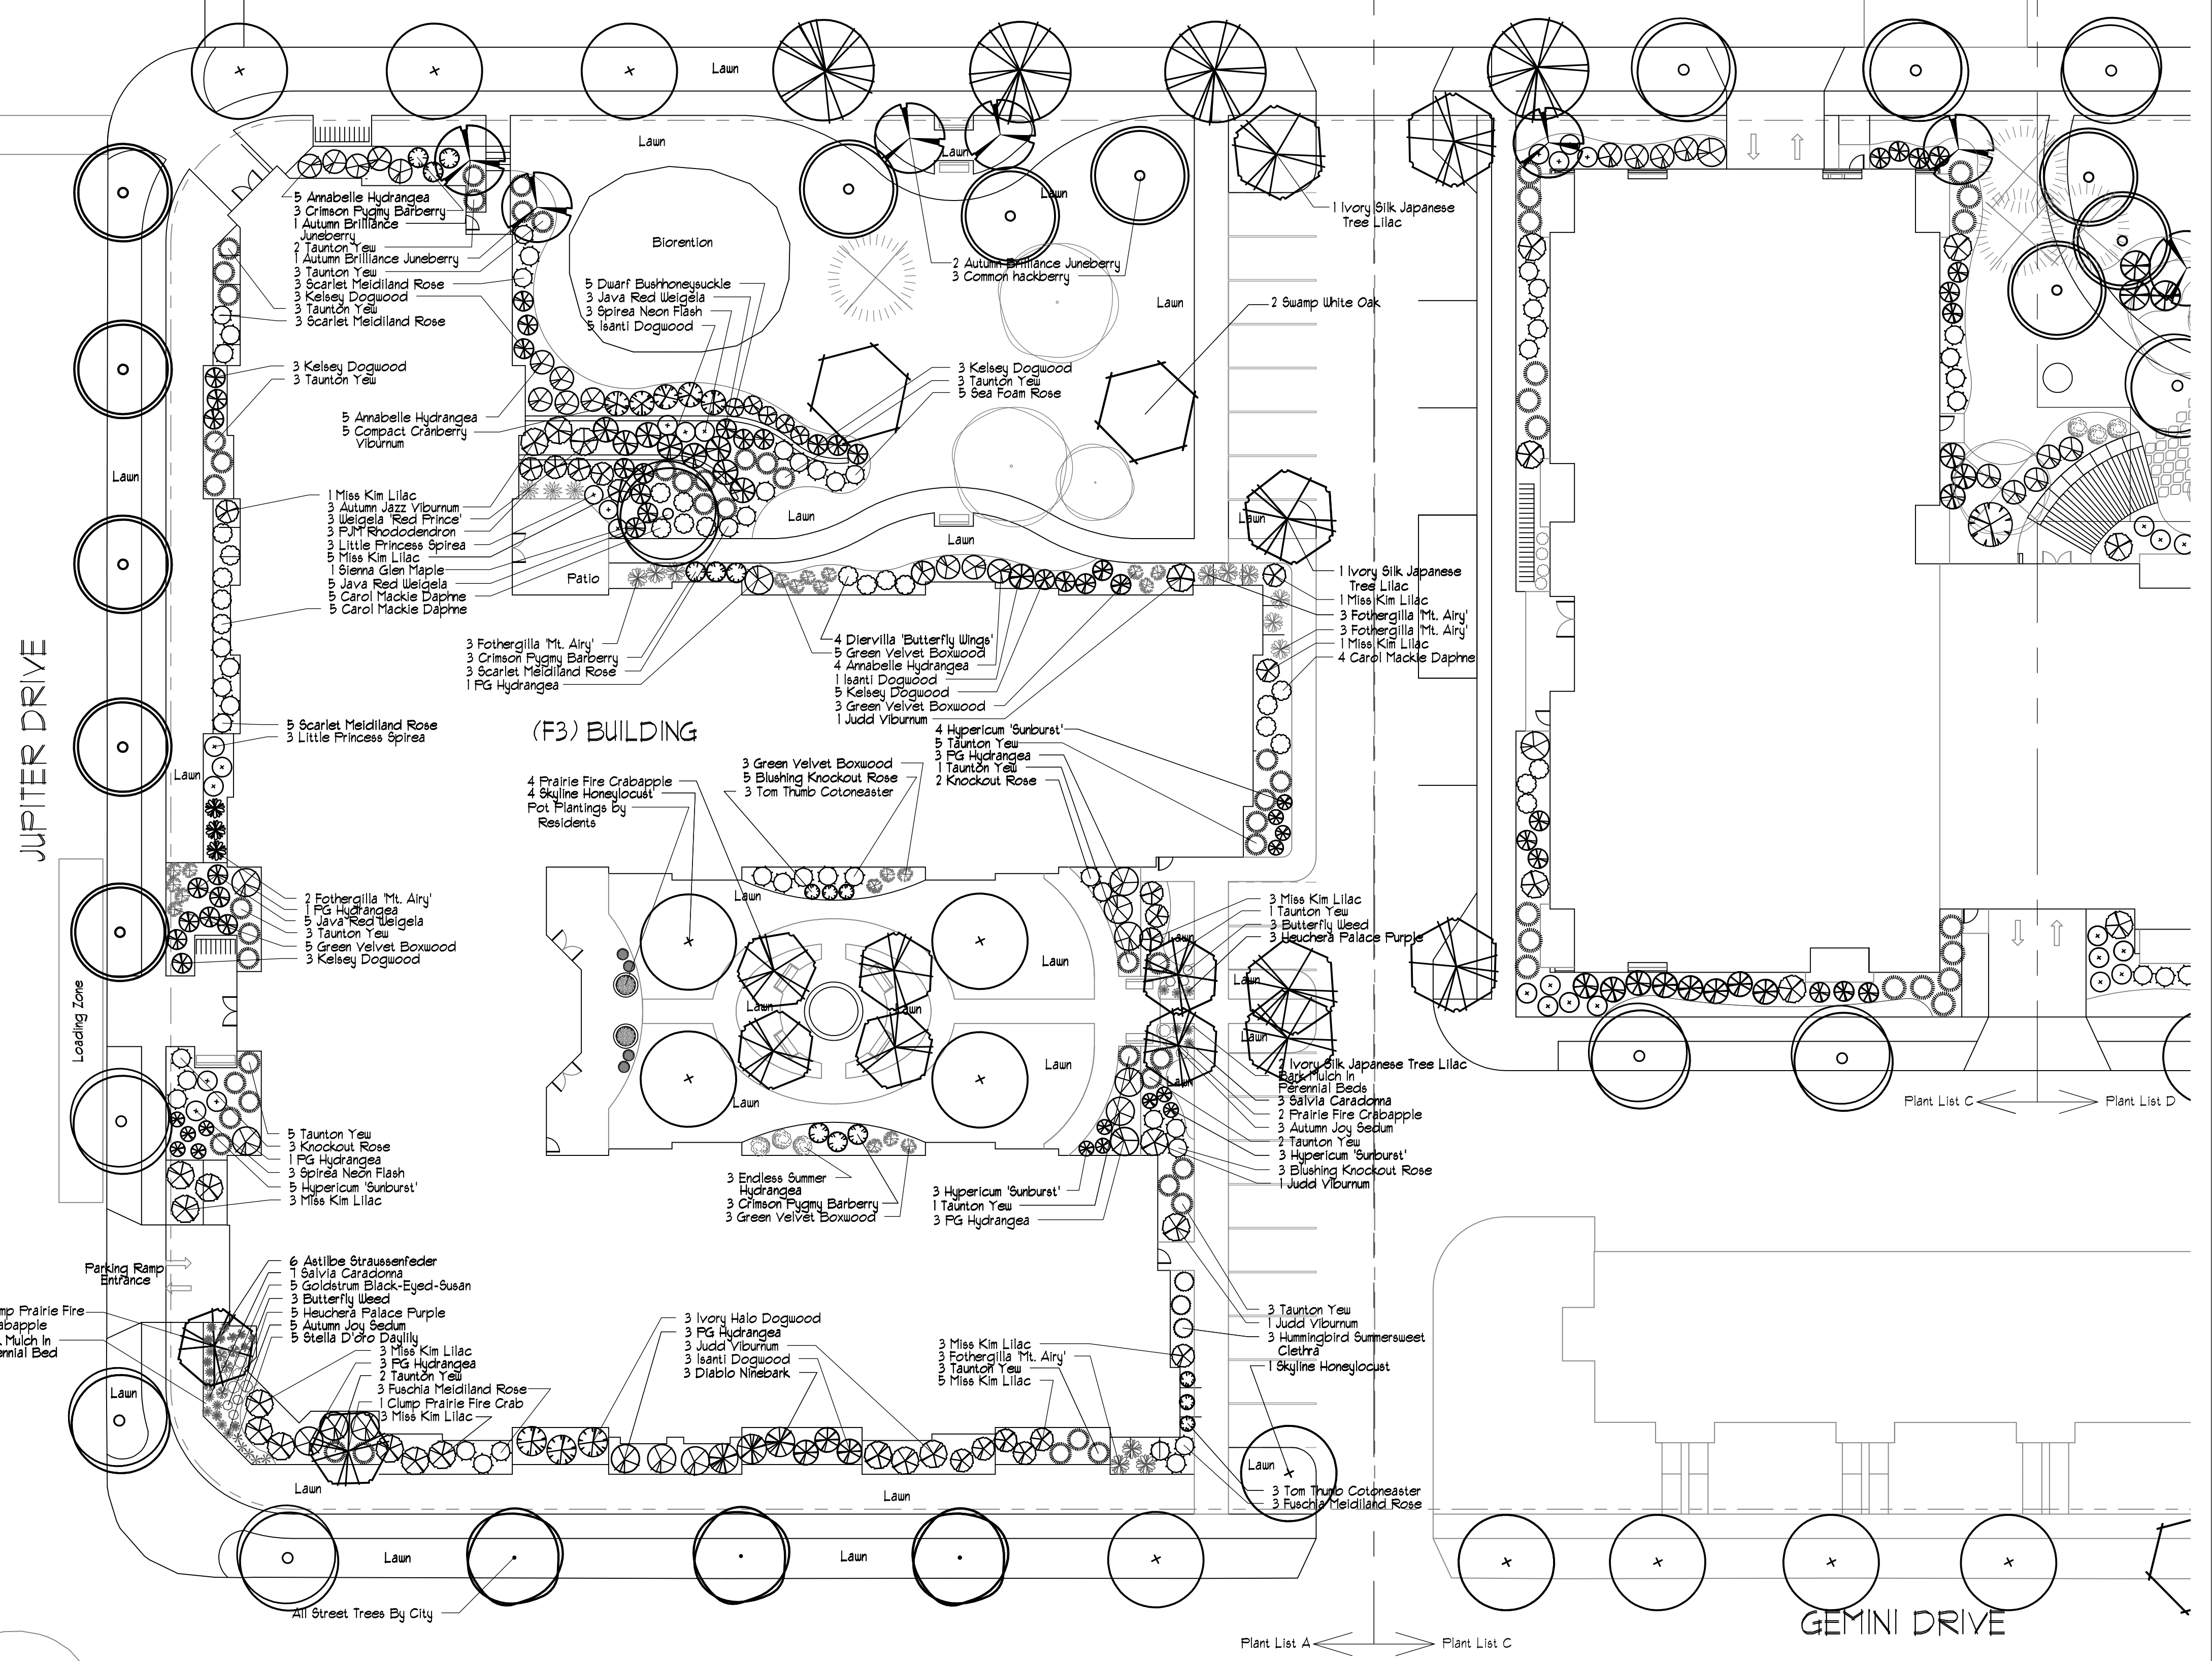 Lawn
Lawn
Lawn
Lawn
5 Annabelle Hydrangea
3 Crimson Pygmy Barberry
1 Autumn Brilliance
Juneberry
2 Taunton Yew
1 Autumn Brilliance Juneberry
3 Taunton Yew
3 Scarlet Meidiland Rose
3 Kelsey Dogwood
3 Taunton Yew
3 Scarlet Meidiland Rose
Biorention
1 Ivory Silk Japanese
Tree Lilac
2 Autumn Brilliance Juneberry
3 Common hackberry
5 Dwarf Bushhoneysuckle
3 Java Red Weigela
3 Spirea Neon Flash
5 Isanti Dogwood
Lawn
2 Swamp White Oak
3 Kelsey Dogwood
3 Taunton Yew
3 Kelsey Dogwood
3 Taunton Yew
5 Sea Foam Rose
5 Annabelle Hydrangea
5 Compact Cranberry
Viburnum
Lawn
1 Miss Kim Lilac
3 Autumn Jazz Viburnum
3 Weigela 'Red Prince'
3 PJM Rhododendron
3 Little Princess Spirea
5 Miss Kim Lilac
1 Sienna Glen Maple
5 Java Red Weigela
5 Carol Mackie Daphne
5 Carol Mackie Daphne
Lawn
Lawn
Lawn
Patio
1 Ivory Silk Japanese
Tree Lilac
1 Miss Kim Lilac
3 Fothergilla 'Mt. Airy'
3 Fothergilla 'Mt. Airy'
1 Miss Kim Lilac
4 Carol Mackie Daphne
3 Fothergilla 'Mt. Airy'
3 Crimson Pygmy Barberry
3 Scarlet Meidiland Rose
1 PG Hydrangea
4 Diervilla 'Butterfly Wings'
5 Green Velvet Boxwood
4 Annabelle Hydrangea
1 Isanti Dogwood
5 Kelsey Dogwood
3 Green Velvet Boxwood
1 Judd Viburnum
JUPITER DRIVE
5 Scarlet Meidiland Rose
3 Little Princess Spirea
(F3) BUILDING
4 Hypericum 'Sunburst'
5 Taunton Yew
3 PG Hydrangea
1 Taunton Yew
2 Knockout Rose
Lawn
4 Prairie Fire Crabapple
4 Skyline Honeylocust
Pot Plantings by
Residents
3 Green Velvet Boxwood
5 Blushing Knockout Rose
3 Tom Thumb Cotoneaster
2 Fothergilla 'Mt. Airy'
1 PG Hydrangea
5 Java Red Weigela
3 Taunton Yew
5 Green Velvet Boxwood
3 Kelsey Dogwood
Lawn
3 Miss Kim Lilac
1 Taunton Yew
3 Butterfly Weed
3 Heuchera Palace Purple
Lawn
Lawn
Lawn
Lawn
Lawn
Loading Zone
Lawn
Lawn
Lawn
Lawn
2 Ivory Silk Japanese Tree Lilac
Bark Mulch In
Perennial Beds
3 Salvia Caradonna
2 Prairie Fire Crabapple
3 Autumn Joy Sedum
2 Taunton Yew
3 Hypericum 'Sunburst'
3 Blushing Knockout Rose
1 Judd Viburnum
Plant List C
Plant List D
5 Taunton Yew
3 Knockout Rose
1 PG Hydrangea
3 Spirea Neon Flash
5 Hypericum 'Sunburst'
3 Miss Kim Lilac
3 Endless Summer
Hydrangea
3 Crimson Pygmy Barberry
3 Green Velvet Boxwood
3 Hypericum 'Sunburst'
1 Taunton Yew
3 PG Hydrangea
Parking Ramp
Entrance
6 Astilbe Straussenfeder
7 Salvia Caradonna
5 Goldstrum Black-Eyed-Susan
3 Butterfly Weed
5 Heuchera Palace Purple
5 Autumn Joy Sedum
5 Stella D'oro Daylily
mp Prairie Fire
abapple
Mulch In
ennial Bed
3 Miss Kim Lilac
3 PG Hydrangea
2 Taunton Yew
3 Fuschia Meidiland Rose
1 Clump Prairie Fire Crab
3 Miss Kim Lilac
3 Ivory Halo Dogwood
3 PG Hydrangea
3 Judd Viburnum
3 Isanti Dogwood
3 Diablo Ninebark
3 Miss Kim Lilac
3 Fothergilla 'Mt. Airy'
3 Taunton Yew
5 Miss Kim Lilac
3 Taunton Yew
1 Judd Viburnum
3 Hummingbird Summersweet
Clethra
1 Skyline Honeylocust
Lawn
Lawn
Lawn
Lawn
3 Tom Thumb Cotoneaster
3 Fuschia Meidiland Rose
Lawn
Lawn
All Street Trees By City
GEMINI DRIVE
Plant List A
Plant List C